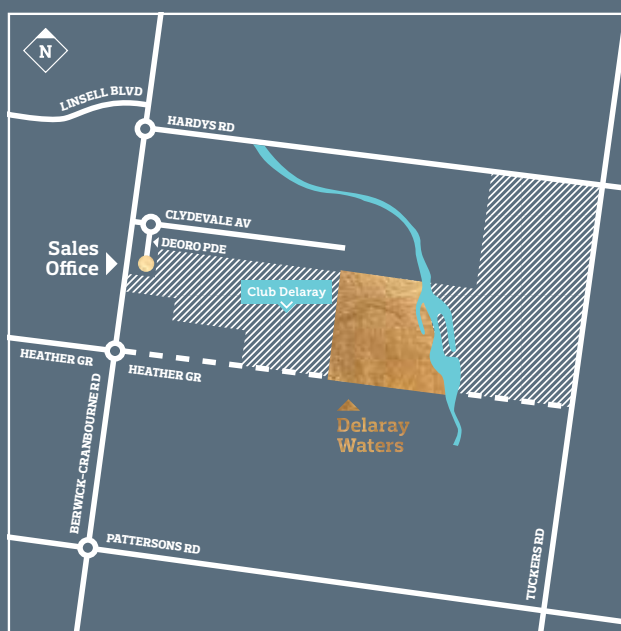 N
LINSELL BLVD
HARDYS RD
CLYDEVALE AV
DEORO PDE
Sales
Office
Club Delaray
HEATHER GR
HEATHER GR
Delaray
Waters
BERWICK-CRANBOURNE RD
PATTERSONS RD
TUCKERS RD